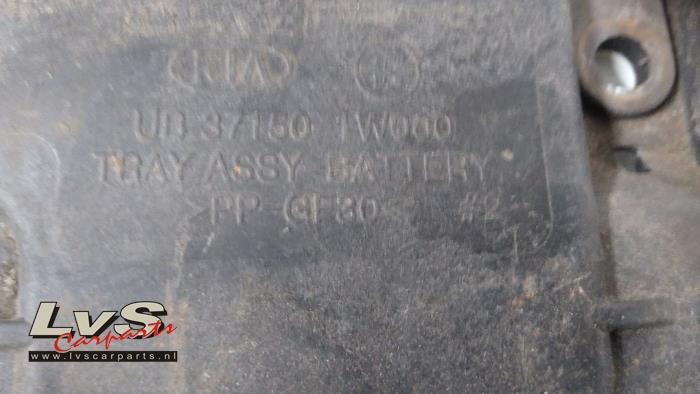 KIA
UB 37150 1W000
TRAY ASSY BATTERY
>PP-GF30< #2
LvS
Carparts
www.lvscarparts.nl